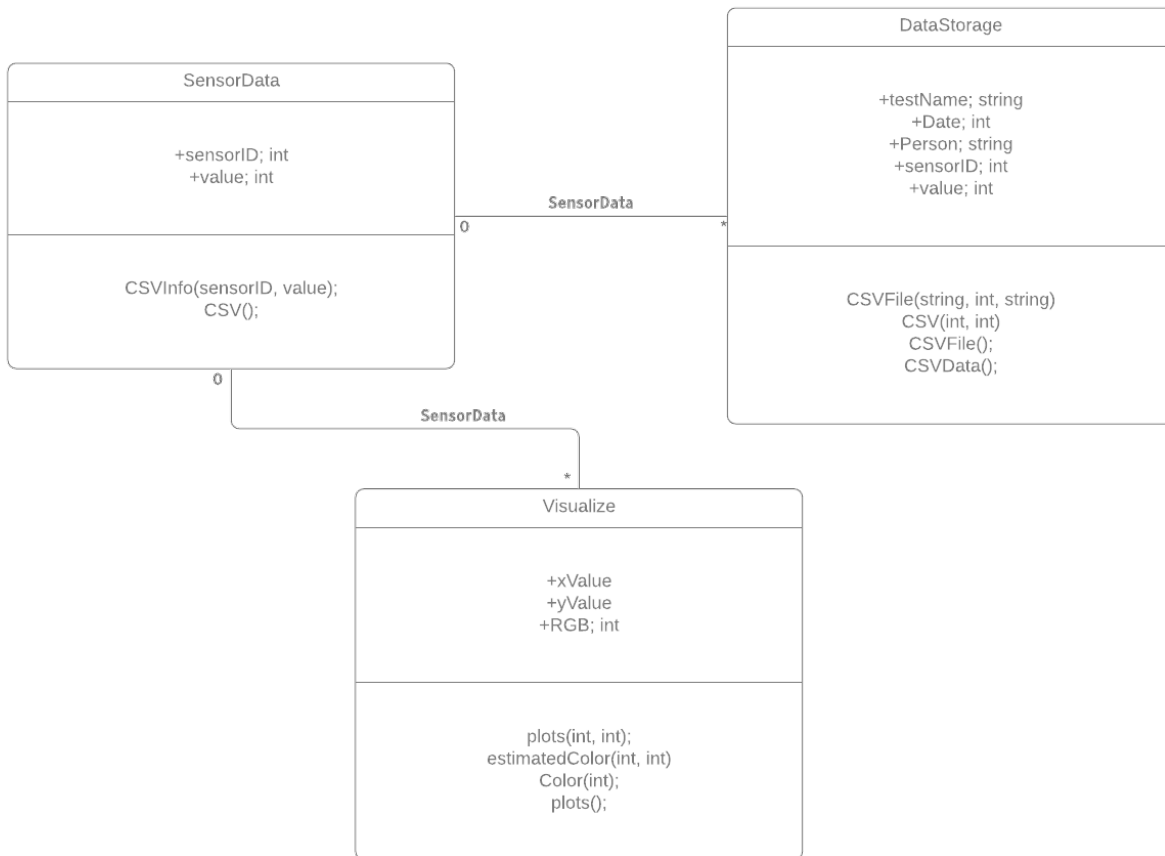 SensorData
+sensorID; int
+value; int
CSVInfo(sensorID, value);
CSV();
SensorData
0
*
DataStorage
+testName; string
+Date; int
+Person; string
+sensorID; int
+value; int
CSVFile(string, int, string)
CSV(int, int)
CSVFile();
CSVData();
0
SensorData
*
Visualize
+xValue
+yValue
+RGB; int
plots(int, int);
estimatedColor(int, int)
Color(int);
plots();